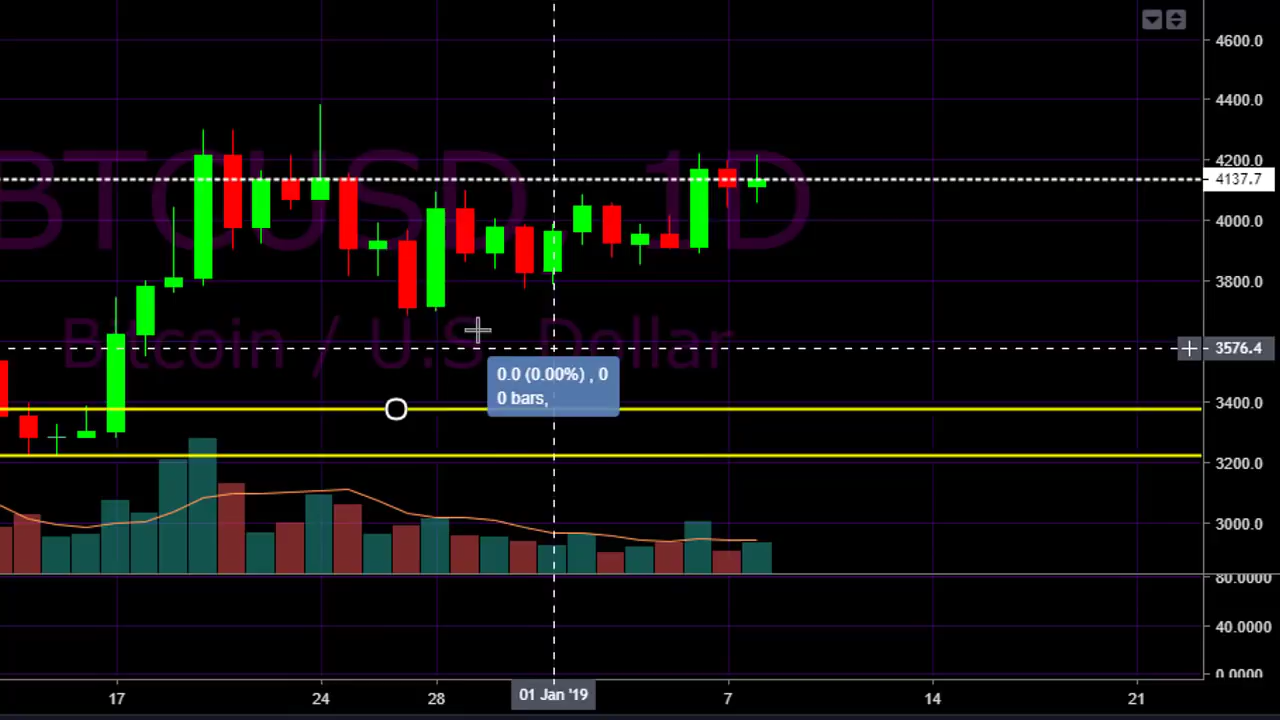 BTCUSD, 1D
Bitcoin / U.S. Dollar
4600.0
4400.0
4200.0
4137.7
4000.0
3800.0
3576.4
3400.0
3200.0
3000.0
80.0000
40.0000
0.0000
0.0 (0.00%) , 0
0 bars,
17 24 28 01 Jan '19 7 14 21